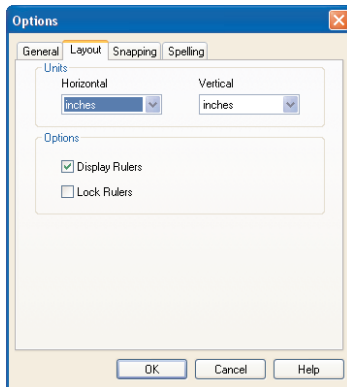 Options
General Layout Snapping Spelling
Units
Horizontal Vertical
inches inches
Options
Display Rulers
Lock Rulers
OK Cancel Help